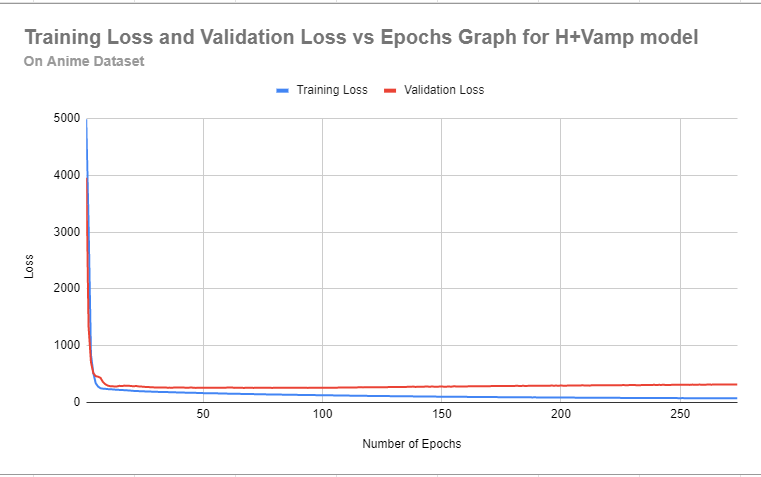 Training Loss and Validation Loss vs Epochs Graph for H+Vamp model
On Anime Dataset
Training Loss Validation Loss
5000
4000
3000
2000
1000
0
Loss
50 100 150 200 250
Number of Epochs